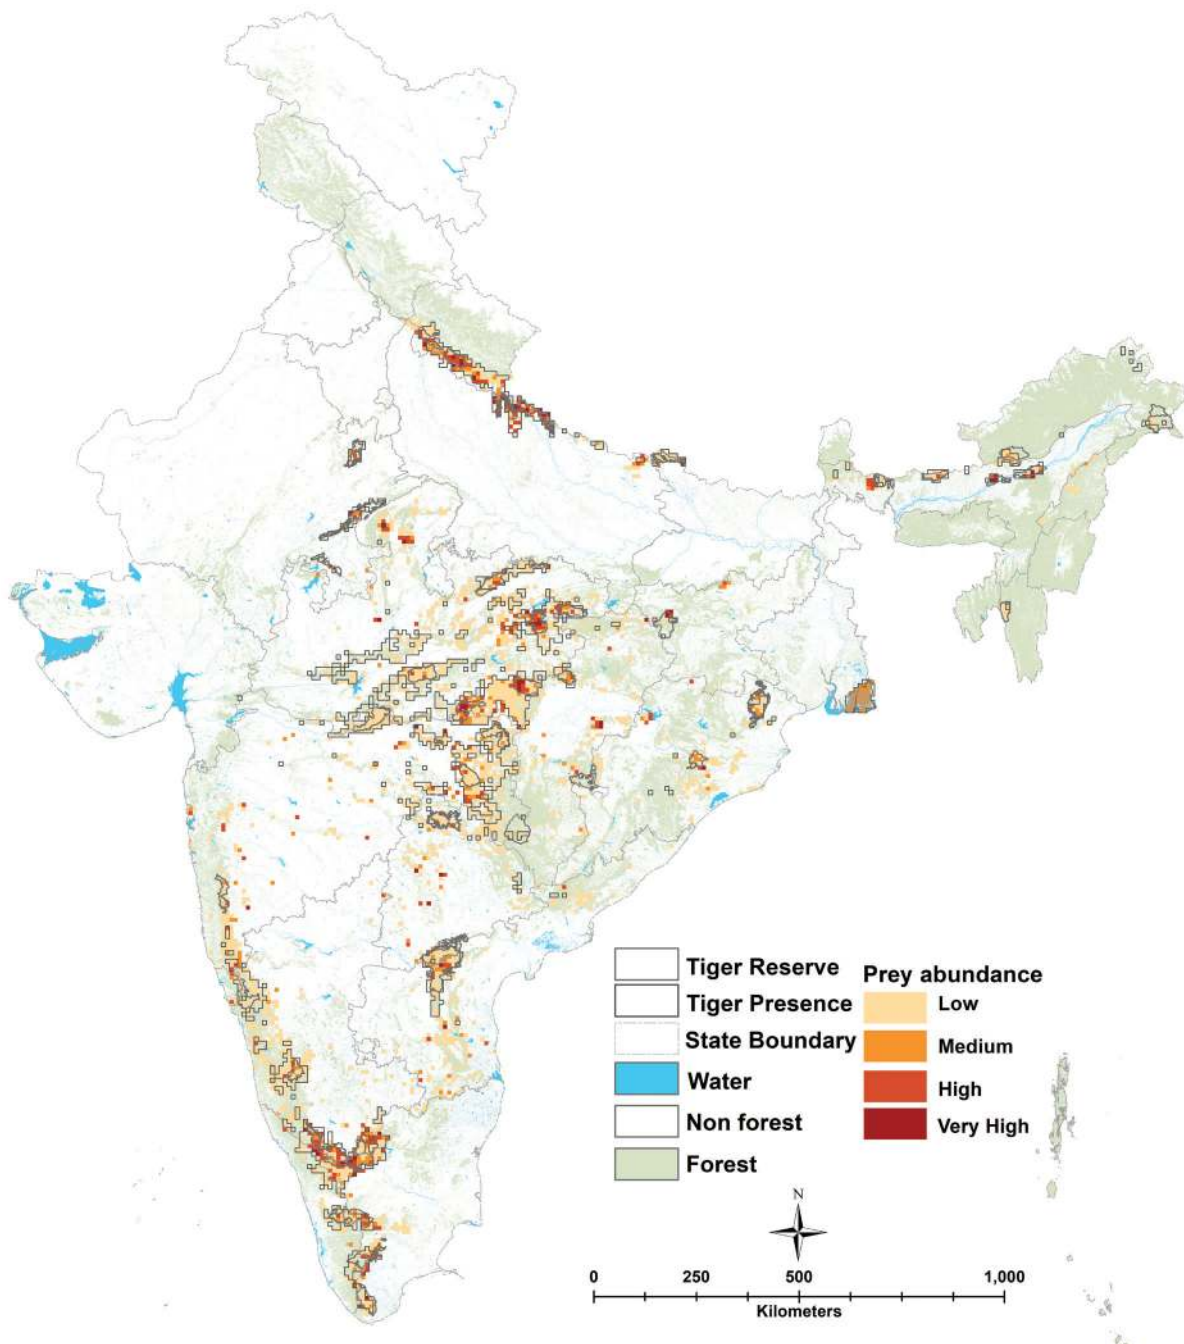 Tiger Reserve
Tiger Presence
State Boundary
Water
Non forest
Forest
Prey abundance
Low
Medium
High
Very High
N
0 250 500 1,000
Kilometers